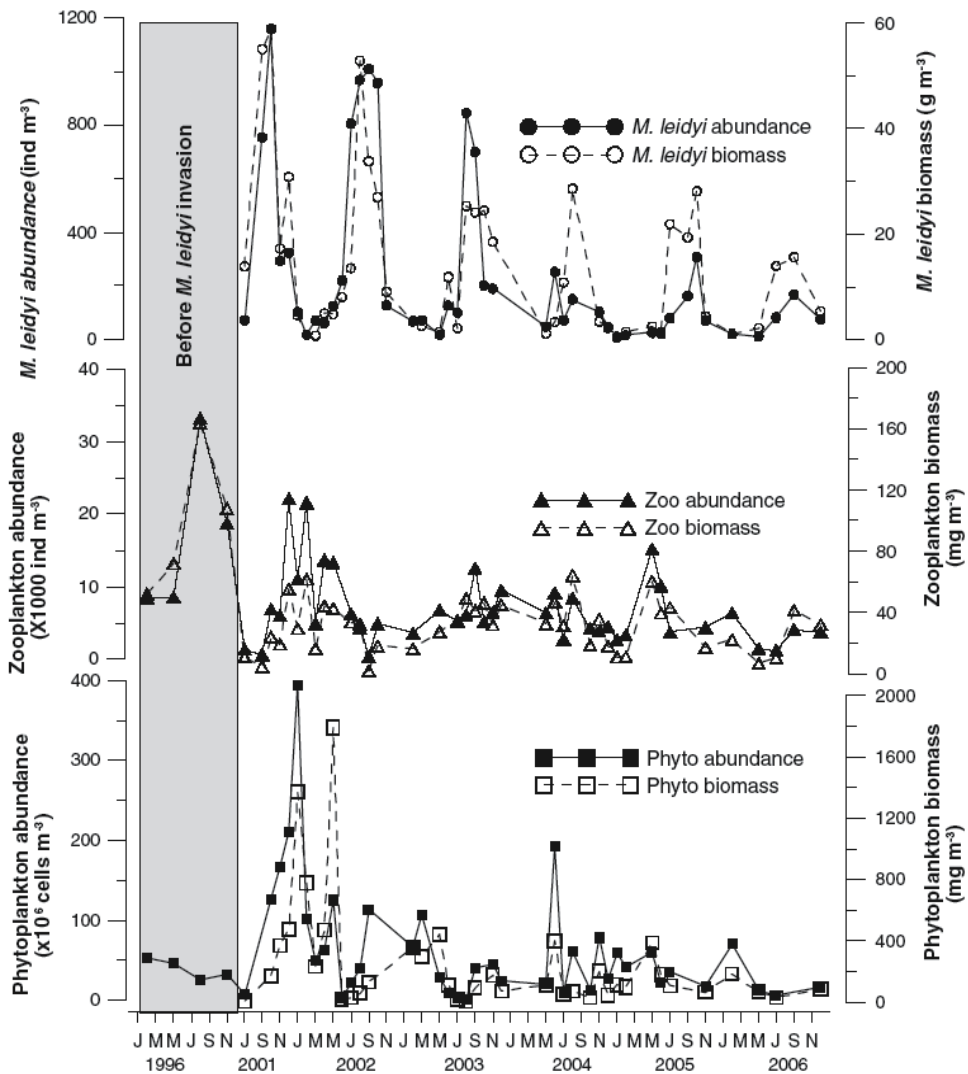 1200
800
400
0
M. leidyi abundance (ind m⁻³)
Before M. leidyi invasion
M. leidyi abundance
M. leidyi biomass
60
40
20
0
M. leidyi biomass (g m⁻³)
40
30
20
10
0
Zooplankton abundance
(X1000 ind m⁻³)
Zoo abundance
Zoo biomass
200
160
120
80
40
0
Zooplankton biomass
(mg m⁻³)
400
300
200
100
0
Phytoplankton abundance
(x10⁶ cells m⁻³)
Phyto abundance
Phyto biomass
2000
1600
1200
800
400
0
Phytoplankton biomass
(mg m⁻³)
J M M J S N J M M J S N J M M J S N J M M J S N J M M J S N J M M J S N J M M J S N
1996 2001 2002 2003 2004 2005 2006